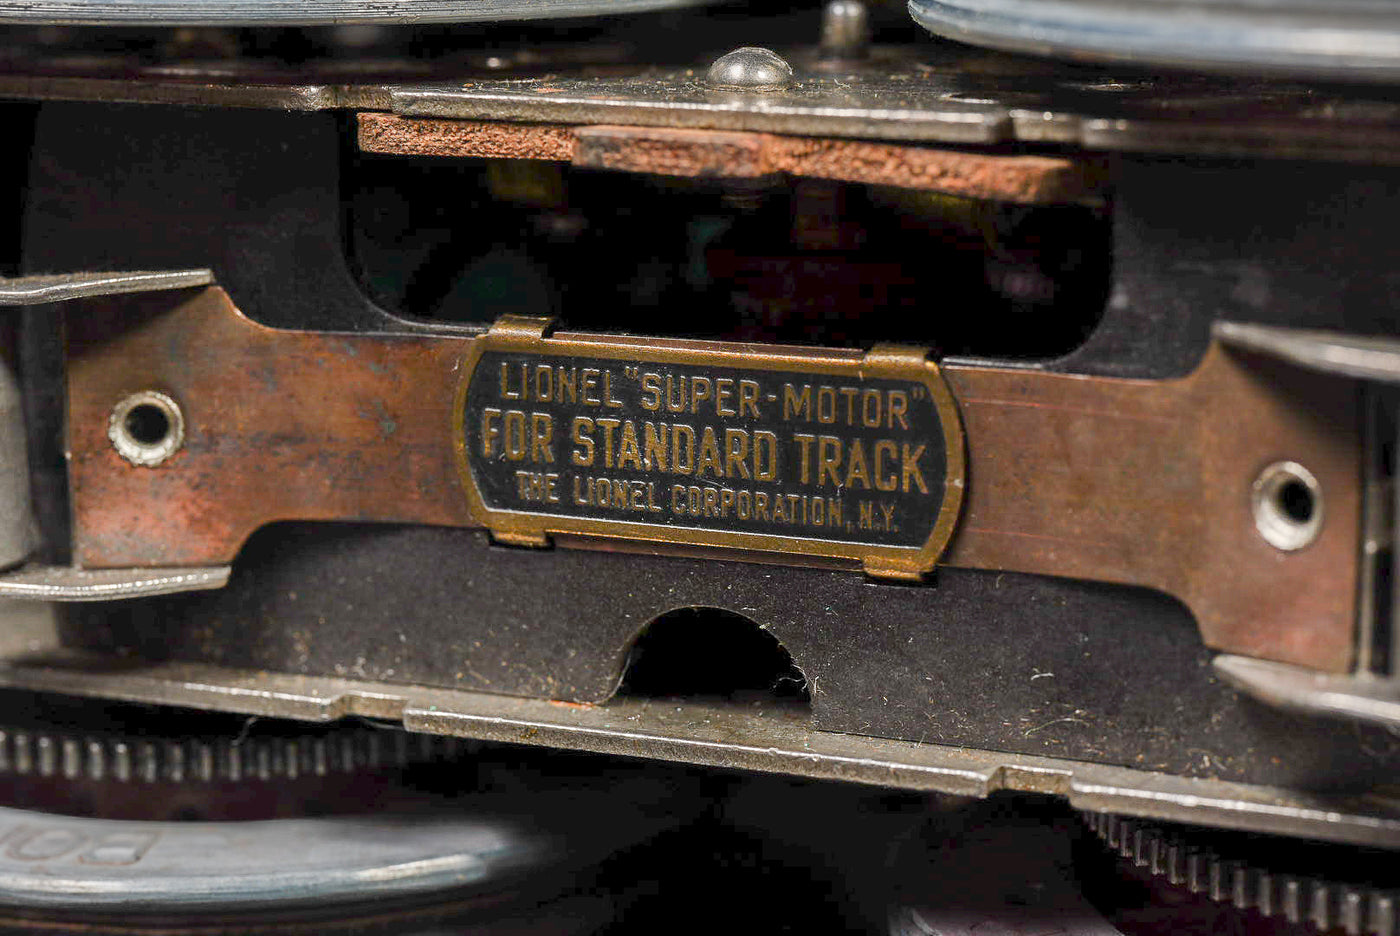 LIONEL "SUPER-MOTOR"
FOR STANDARD TRACK
THE LIONEL CORPORATION, N.Y.